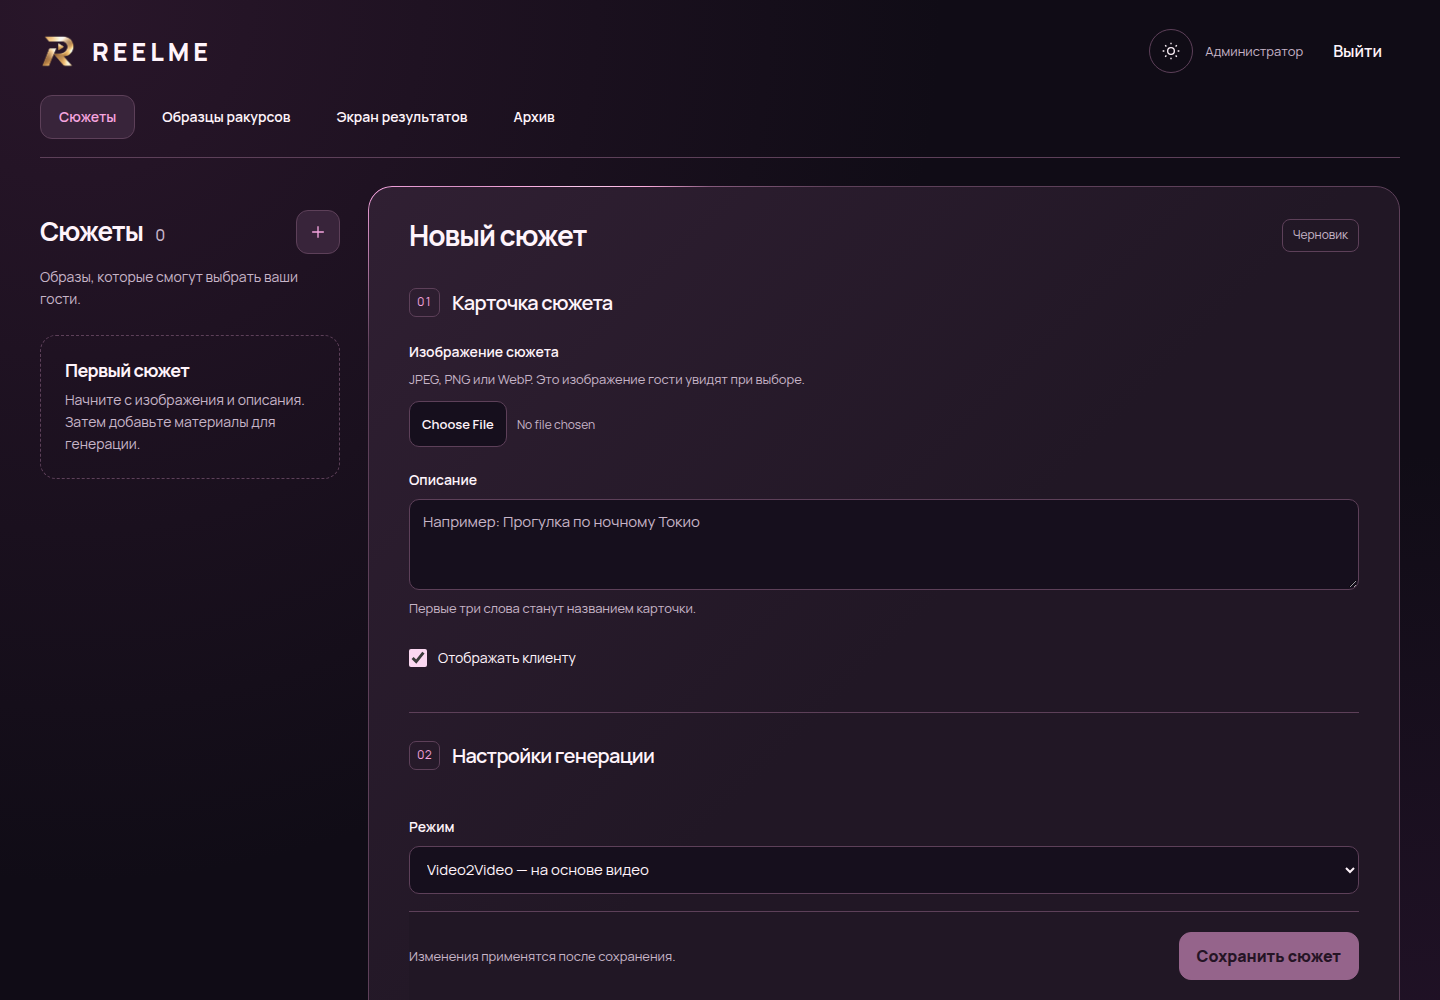 REELME
Администратор
Выйти
Сюжеты
Образцы ракурсов
Экран результатов
Архив
Сюжеты 0
+
Образы, которые смогут выбрать ваши
гости.
Первый сюжет
Начните с изображения и описания.
Затем добавьте материалы для
генерации.
Новый сюжет
Черновик
01 Карточка сюжета
Изображение сюжета
JPEG, PNG или WebP. Это изображение гости увидят при выборе.
Choose File No file chosen
Описание
Например: Прогулка по ночному Токио
Первые три слова станут названием карточки.
Отображать клиенту
02 Настройки генерации
Режим
Video2Video — на основе видео
Изменения применятся после сохранения.
Сохранить сюжет